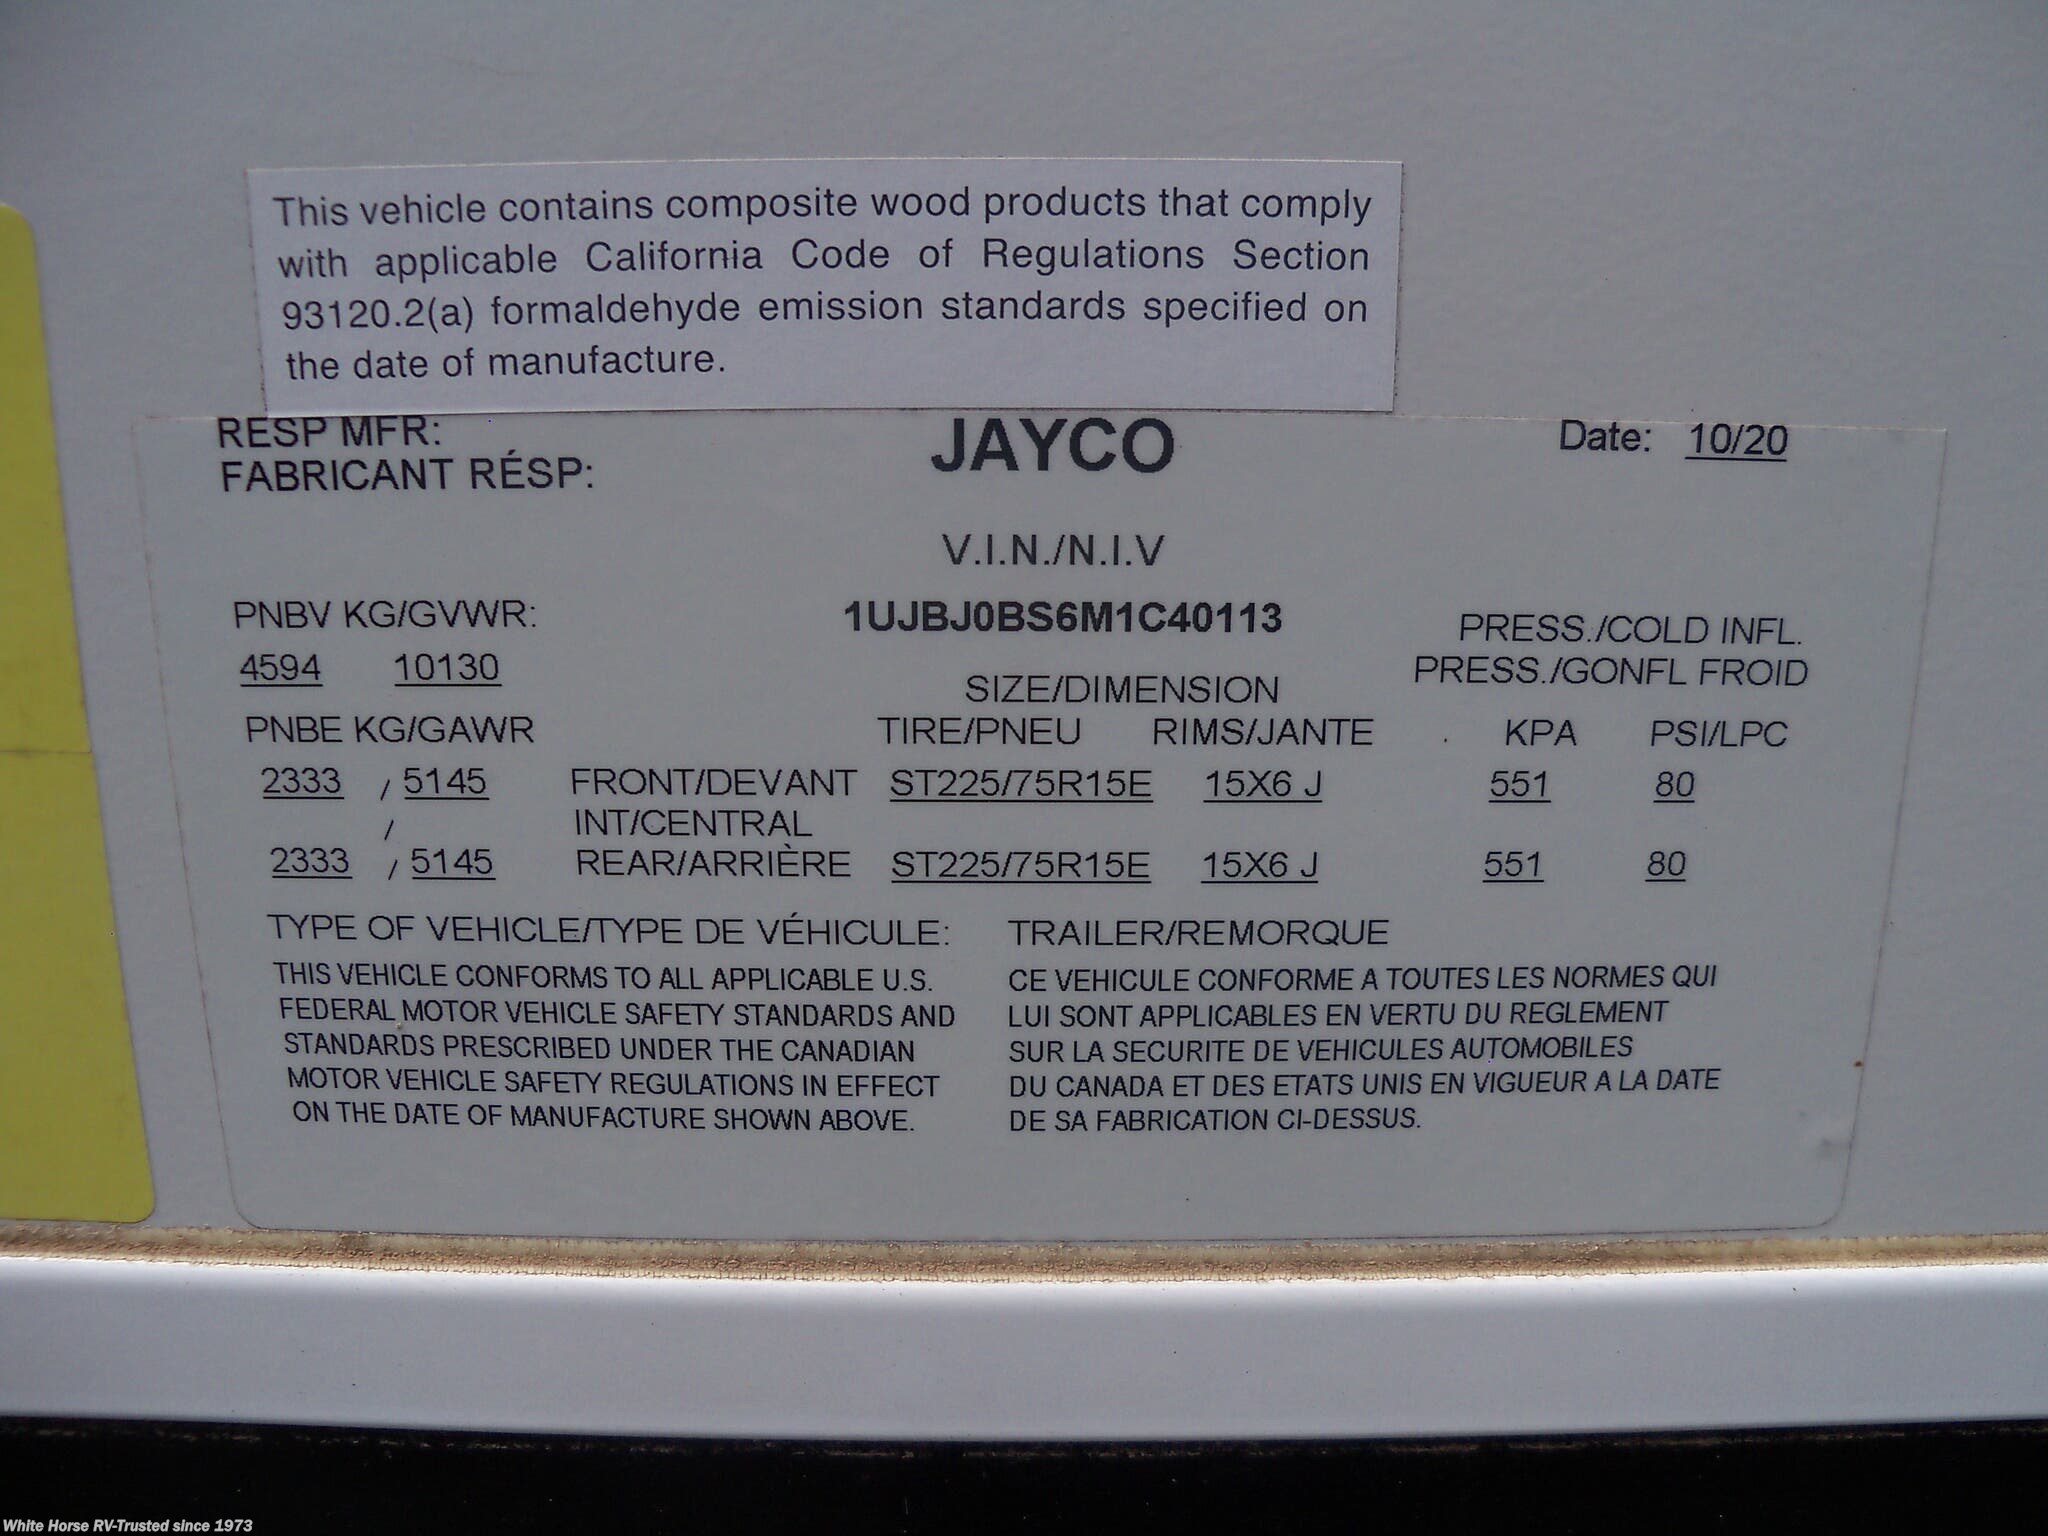 This vehicle contains composite wood products that comply
with applicable California Code of Regulations Section
93120.2(a) formaldehyde emission standards specified on
the date of manufacture.
RESP MFR: JAYCO Date: 10/20
FABRICANT RÉSP:
V.I.N./N.I.V
PNBV KG/GVWR: 1UJBJ0BS6M1C40113 PRESS./COLD INFL.
4594 10130 SIZE/DIMENSION PRESS./GONFL FROID
PNBE KG/GAWR TIRE/PNEU RIMS/JANTE KPA PSI/LPC
2333 / 5145 FRONT/DEVANT ST225/75R15E 15X6 J 551 80
/ INT/CENTRAL
2333 / 5145 REAR/ARRIÈRE ST225/75R15E 15X6 J 551 80
TYPE OF VEHICLE/TYPE DE VÉHICULE: TRAILER/REMORQUE
THIS VEHICLE CONFORMS TO ALL APPLICABLE U.S.
FEDERAL MOTOR VEHICLE SAFETY STANDARDS AND
STANDARDS PRESCRIBED UNDER THE CANADIAN
MOTOR VEHICLE SAFETY REGULATIONS IN EFFECT
ON THE DATE OF MANUFACTURE SHOWN ABOVE.
CE VEHICULE CONFORME A TOUTES LES NORMES QUI
LUI SONT APPLICABLES EN VERTU DU REGLEMENT
SUR LA SECURITE DE VEHICULES AUTOMOBILES
DU CANADA ET DES ETATS UNIS EN VIGUEUR A LA DATE
DE SA FABRICATION CI-DESSUS.
White Horse RV-Trusted since 1973